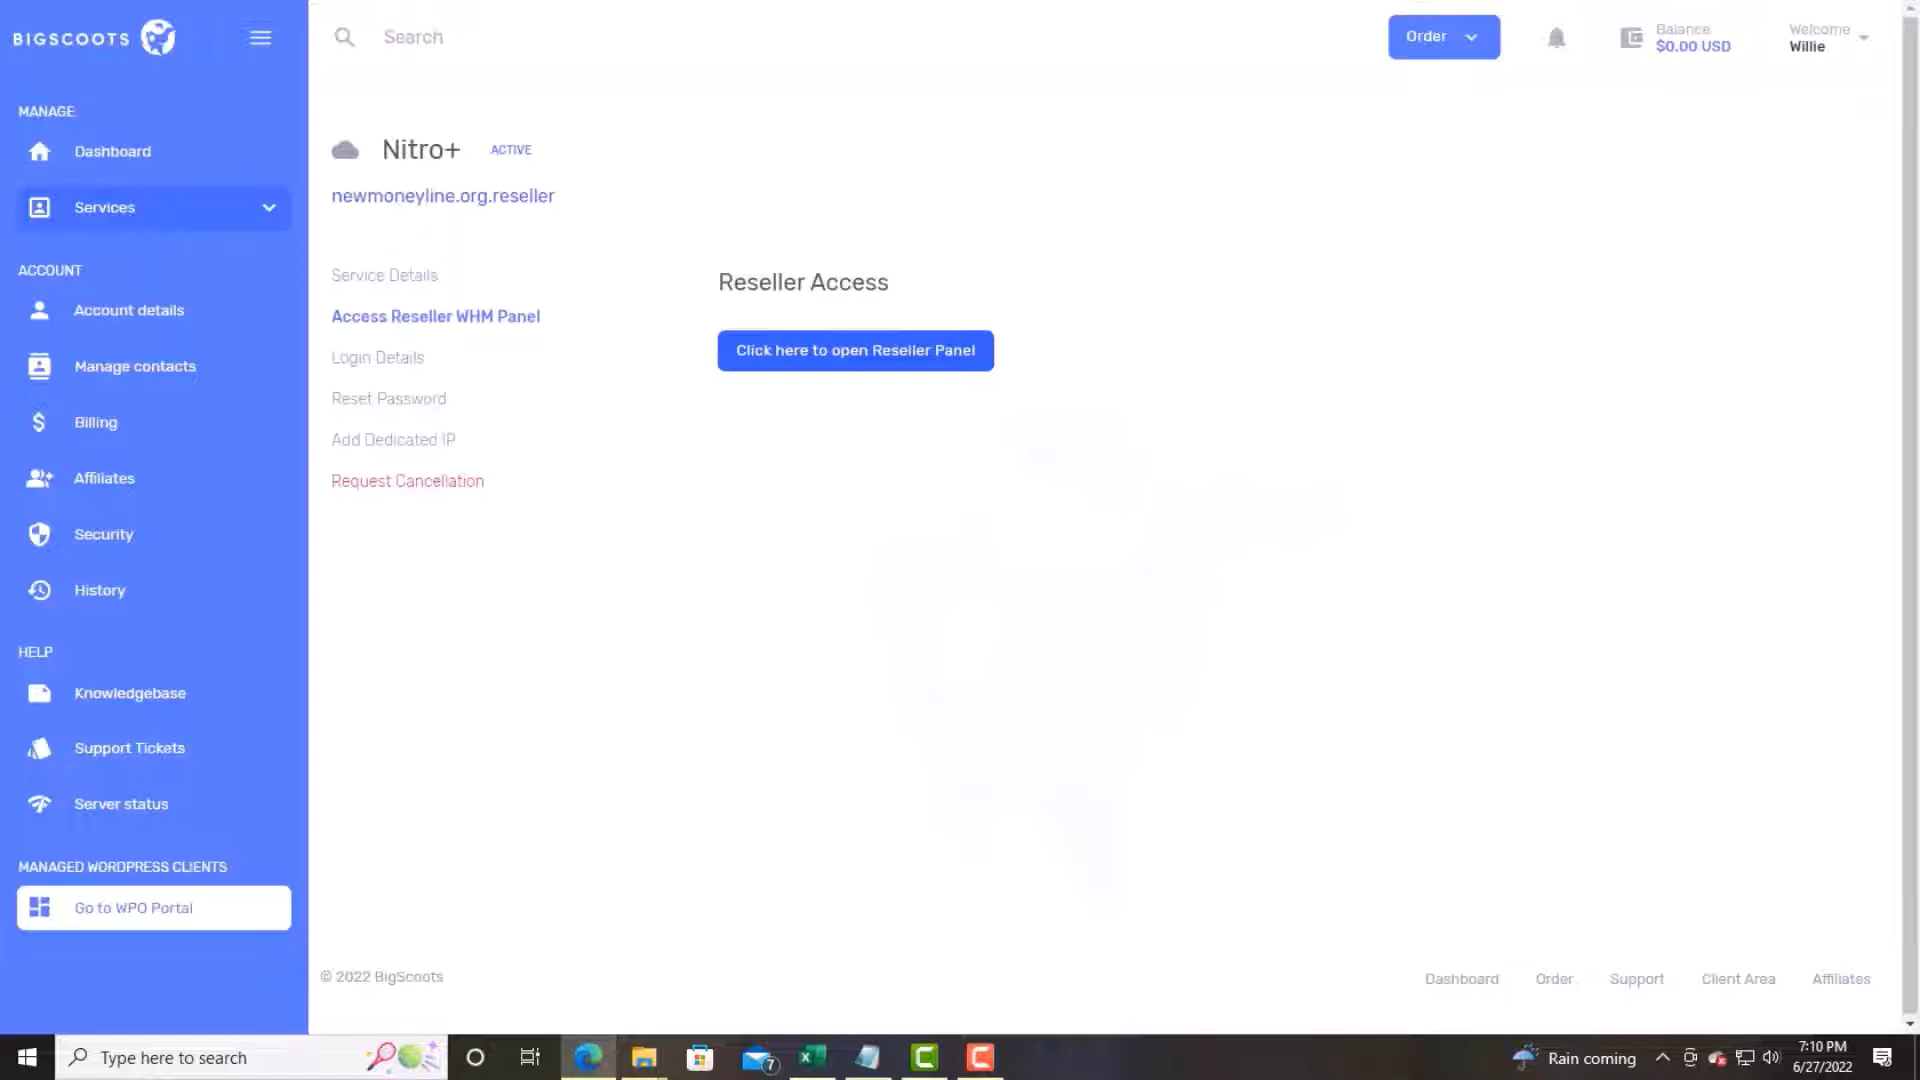 BIGSCOOTS
Search
Order
Balance
$0.00 USD
Welcome
Willie
MANAGE
Dashboard
Services
ACCOUNT
Account details
Manage contacts
Billing
Affiliates
Security
History
HELP
Knowledgebase
Support Tickets
Server status
MANAGED WORDPRESS CLIENTS
Go to WPO Portal
Nitro+ ACTIVE
newmoneyline.org.reseller
Service Details
Access Reseller WHM Panel
Login Details
Reset Password
Add Dedicated IP
Request Cancellation
Reseller Access
Click here to open Reseller Panel
© 2022 BigScoots
Dashboard Order Support Client Area Affiliates
Type here to search
7
Rain coming
7:10 PM
6/27/2022